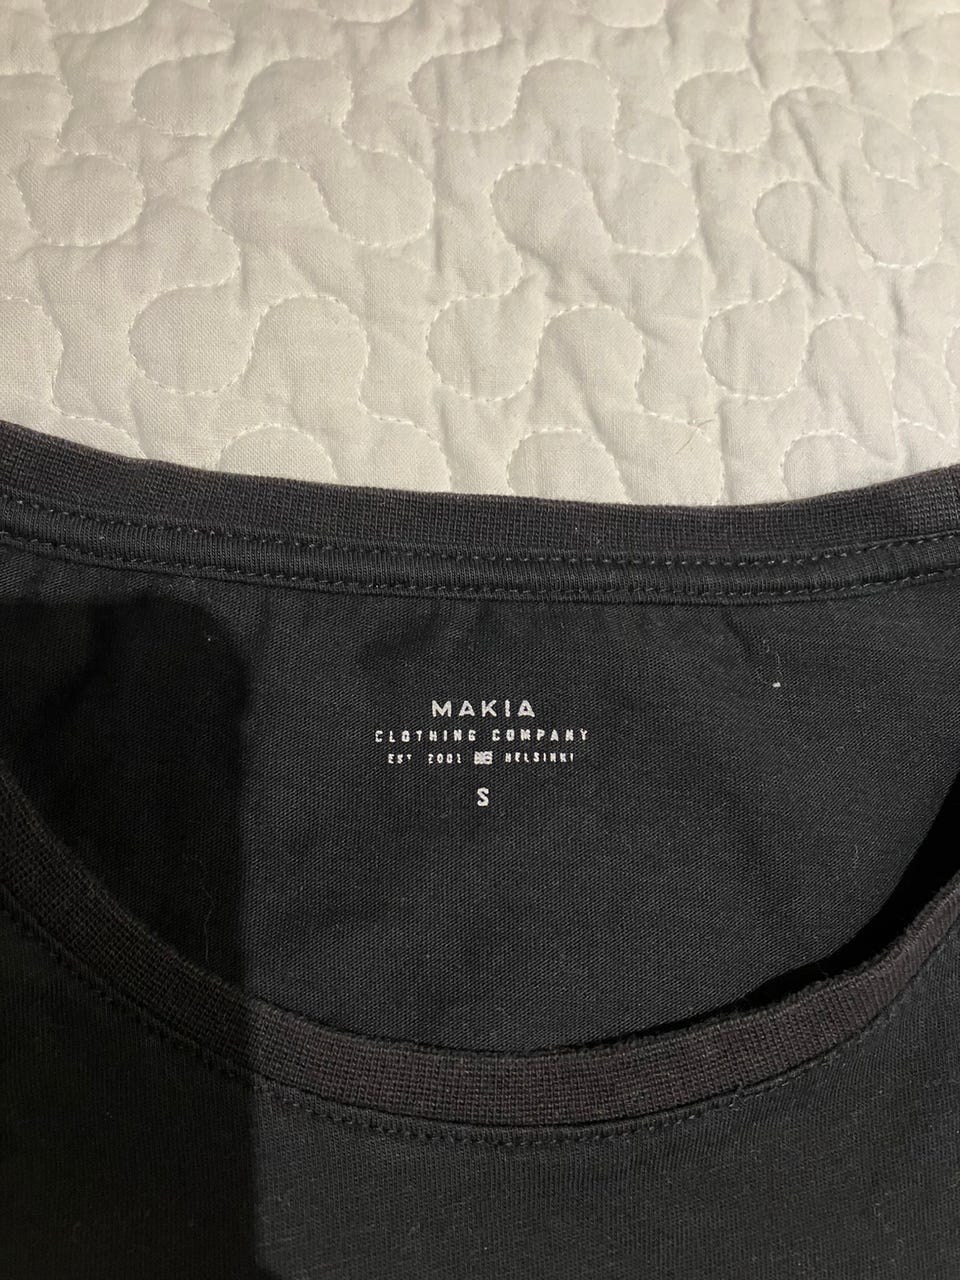 MAKIA
CLOTHING COMPANY
EST 2001 HELSINKI
S